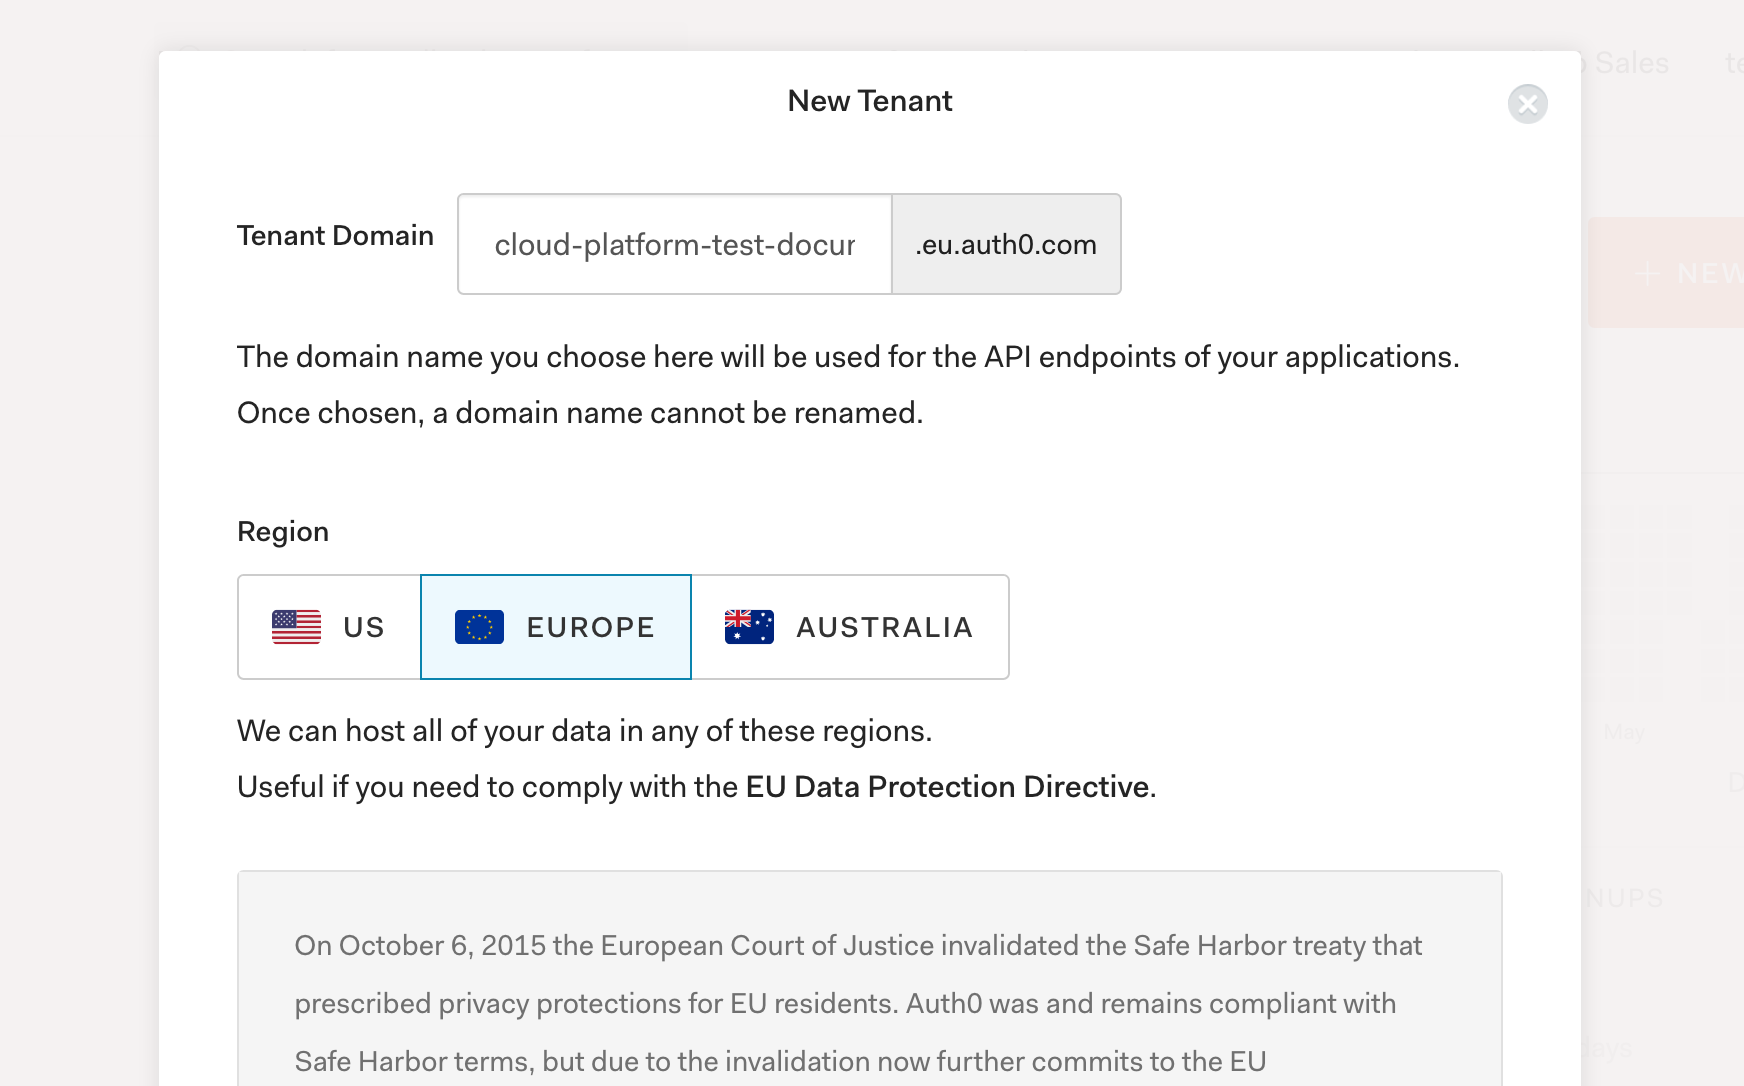 Sales
New Tenant
Tenant Domain
cloud-platform-test-docur
.eu.auth0.com
+ NEW
The domain name you choose here will be used for the API endpoints of your applications.
Once chosen, a domain name cannot be renamed.
Region
US
EUROPE
AUSTRALIA
We can host all of your data in any of these regions.
May
Useful if you need to comply with the EU Data Protection Directive.
NUPS
On October 6, 2015 the European Court of Justice invalidated the Safe Harbor treaty that
prescribed privacy protections for EU residents. Auth0 was and remains compliant with
Safe Harbor terms, but due to the invalidation now further commits to the EU